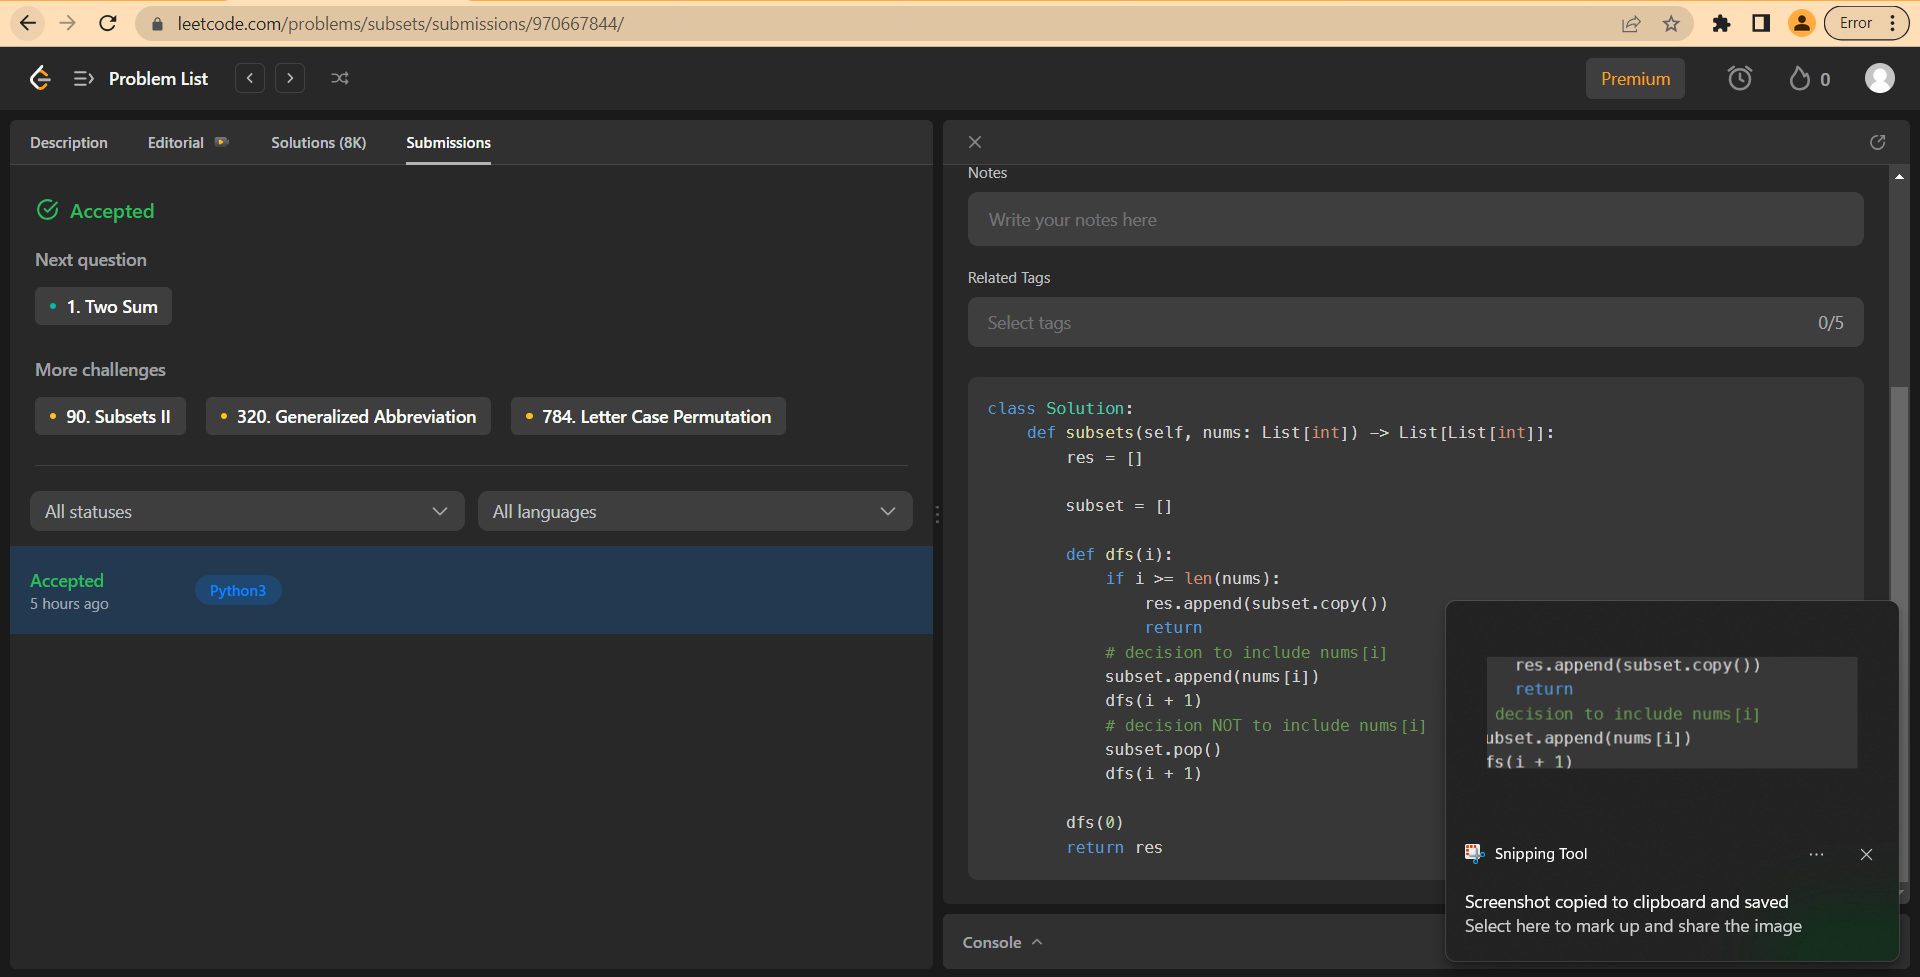 leetcode.com/problems/subsets/submissions/970667844/
Error
Problem List
Premium
0
Description
Editorial
Solutions (8K)
Submissions
Accepted
Next question
1. Two Sum
More challenges
90. Subsets II
320. Generalized Abbreviation
784. Letter Case Permutation
All statuses
All languages
Accepted
5 hours ago
Python3
Notes
Write your notes here
Related Tags
Select tags
0/5
class Solution:
    def subsets(self, nums: List[int]) -> List[List[int]]:
        res = []
        subset = []
        def dfs(i):
            if i >= len(nums):
                res.append(subset.copy())
                return
            # decision to include nums[i]
            subset.append(nums[i])
            dfs(i + 1)
            # decision NOT to include nums[i]
            subset.pop()
            dfs(i + 1)
        dfs(0)
        return res
Console
res.append(subset.copy())
return
decision to include nums[i]
ubset.append(nums[i])
fs(i + 1)
Snipping Tool
Screenshot copied to clipboard and saved
Select here to mark up and share the image